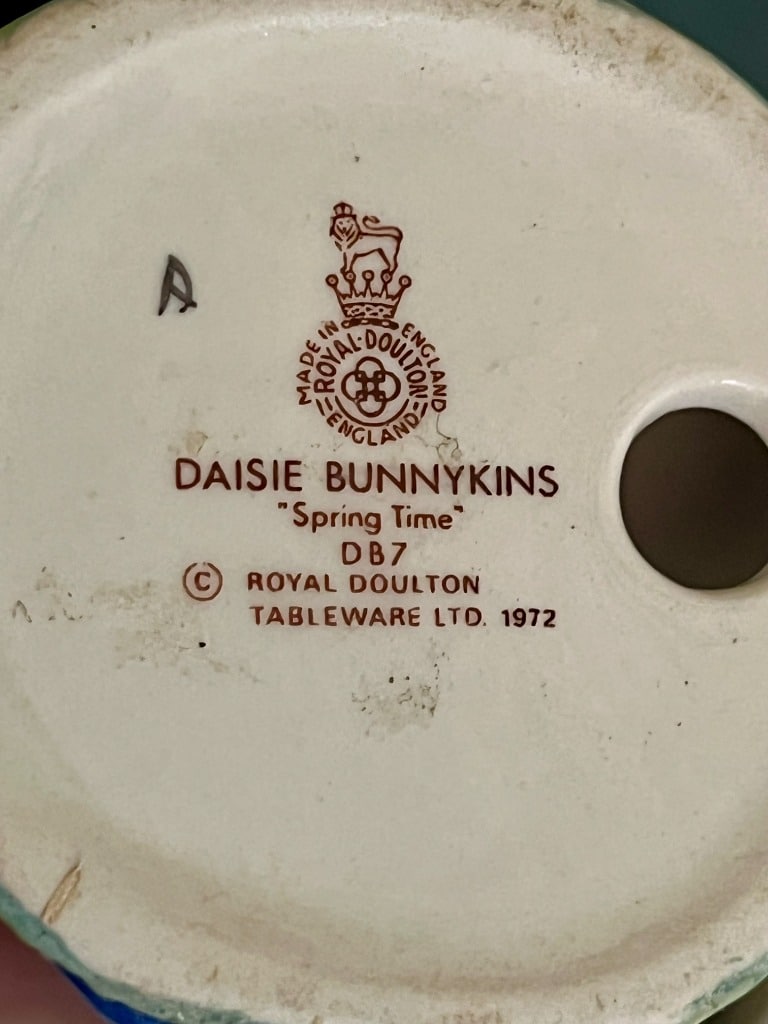 A
MADE IN ENGLAND
ROYAL·DOULTON
ENGLAND
DAISIE BUNNYKINS
"Spring Time"
DB7
© ROYAL DOULTON
TABLEWARE LTD. 1972